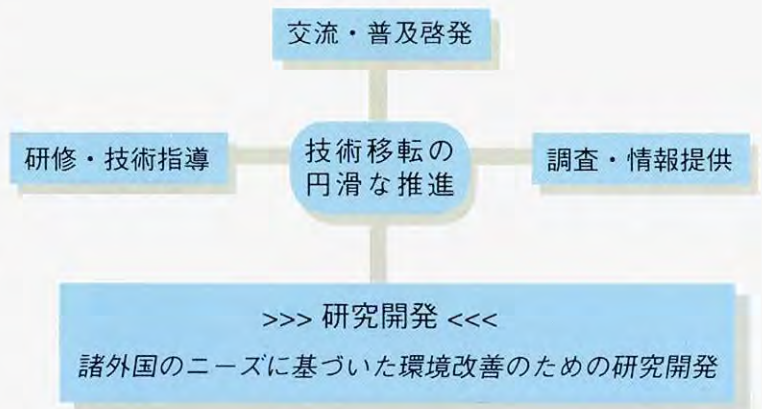 交流・普及啓発
研修・技術指導
技術移転の
円滑な推進
調査・情報提供
>>> 研究開発 <<<
諸外国のニーズに基づいた環境改善のための研究開発